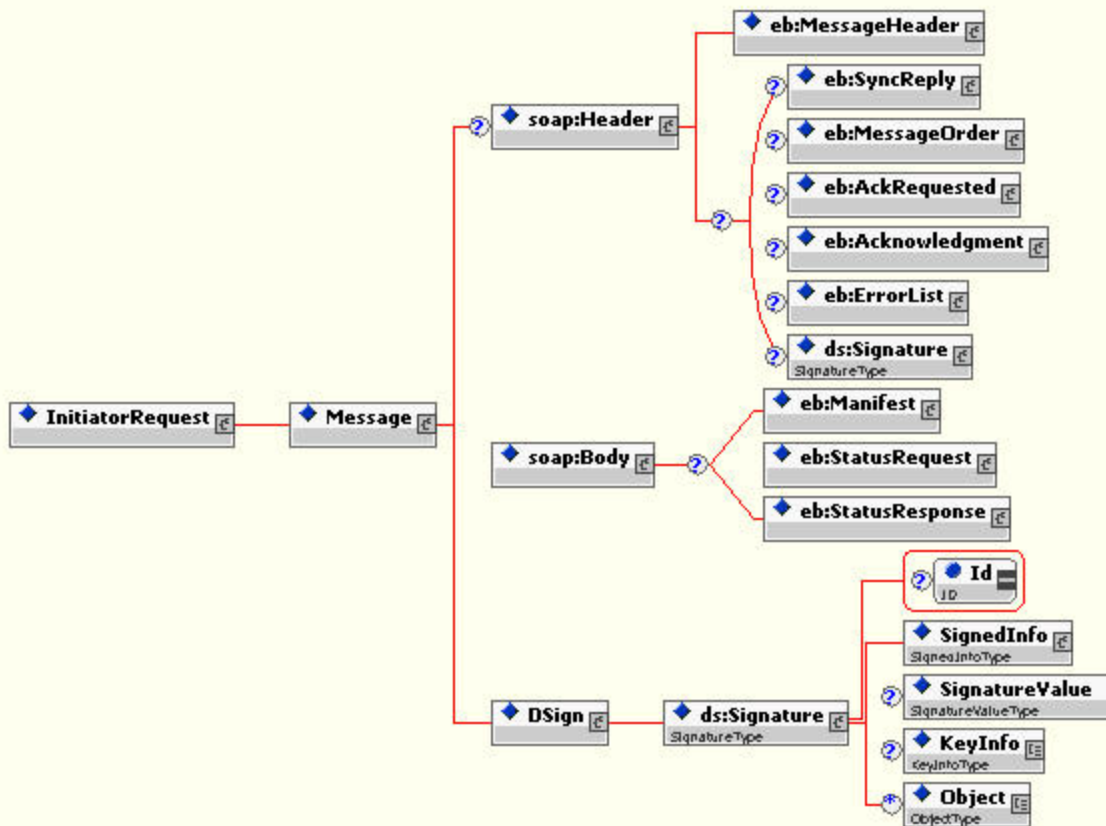 eb:MessageHeader
? eb:SyncReply
? soap:Header
? eb:MessageOrder
? eb:AckRequested
?
? eb:Acknowledgment
? eb:ErrorList
? ds:Signature
SignatureType
InitiatorRequest
Message
eb:Manifest
soap:Body
? eb:StatusRequest
eb:StatusResponse
? Id
ID
SignedInfo
SignedInfoType
? SignatureValue
SignatureValueType
DSign
ds:Signature
SignatureType
? KeyInfo
KeyInfoType
* Object
ObjectType